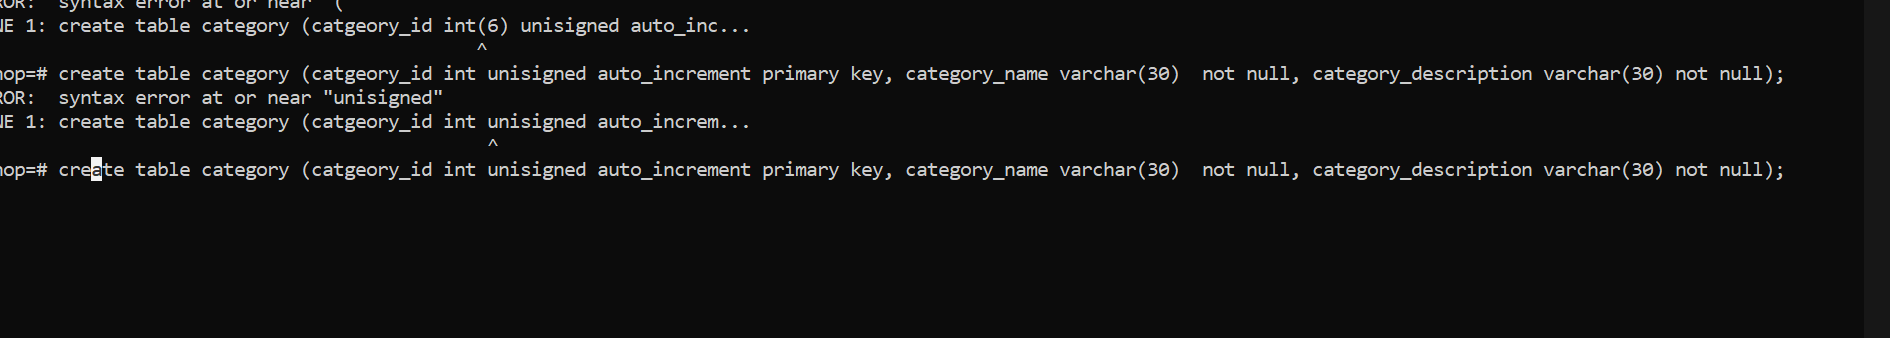 ROR:  syntax error at or near "(
NE 1: create table category (catgeory_id int(6) unisigned auto_inc...
^
hop=# create table category (catgeory_id int unisigned auto_increment primary key, category_name varchar(30)  not null, category_description varchar(30) not null);
ROR:  syntax error at or near "unisigned"
NE 1: create table category (catgeory_id int unisigned auto_increm...
^
hop=# create table category (catgeory_id int unisigned auto_increment primary key, category_name varchar(30)  not null, category_description varchar(30) not null);